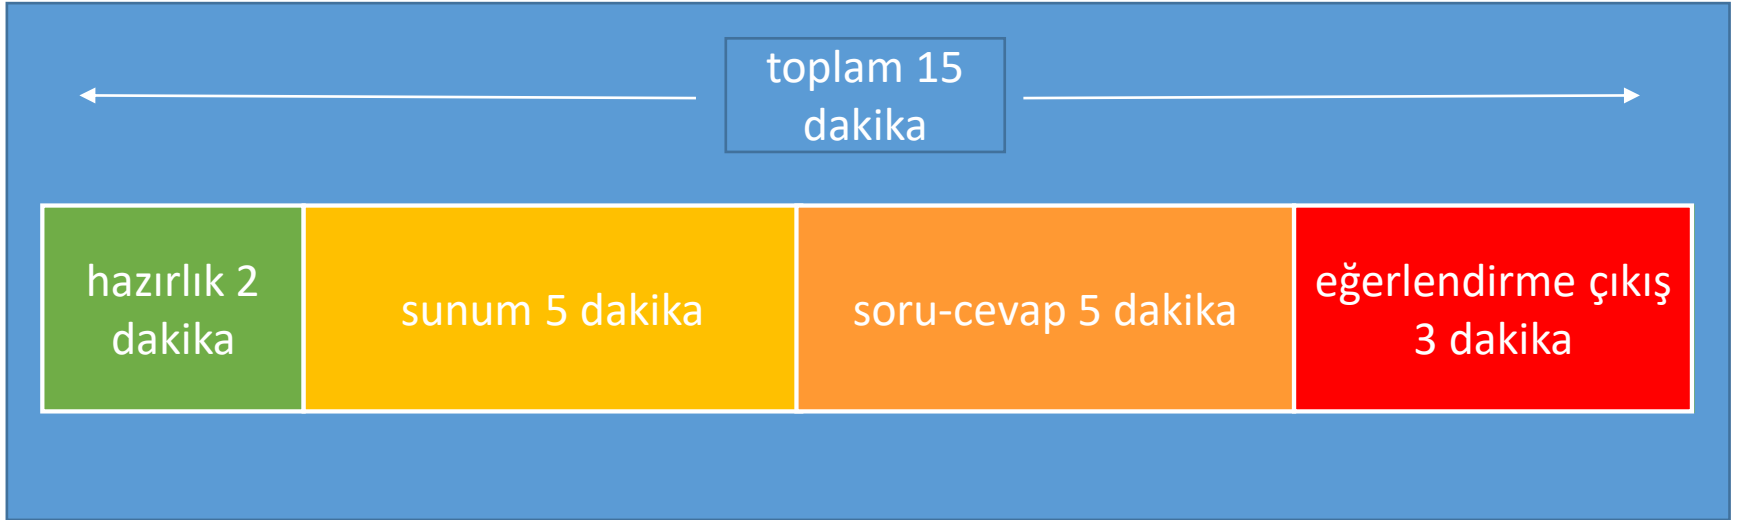 toplam 15
dakika
hazırlık 2
dakika
sunum 5 dakika
soru-cevap 5 dakika
eğerlendirme çıkış
3 dakika